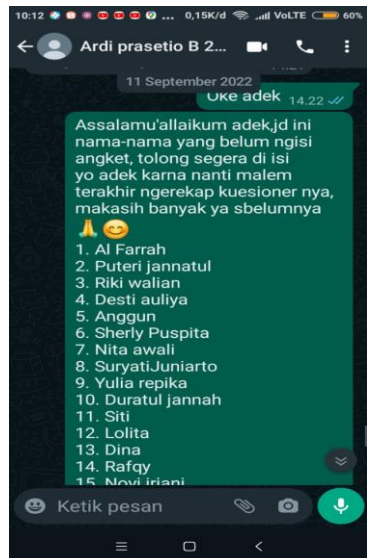 10:12 ... 0,15K/d VoLTE 60%
Ardi prasetio B 2...
11 September 2022
Oke adek 14.22
Assalamu'allaikum adek,jd ini
nama-nama yang belum ngisi
angket, tolong segera di isi
yo adek karna nanti malem
terakhir ngerekap kuesioner nya,
makasih banyak ya sbelumnya
1. Al Farrah
2. Puteri jannatul
3. Riki walian
4. Desti auliya
5. Anggun
6. Sherly Puspita
7. Nita awali
8. SuryatiJuniarto
9. Yulia repika
10. Duratul jannah
11. Siti
12. Lolita
13. Dina
14. Rafqy
15. Novi iriani
Ketik pesan